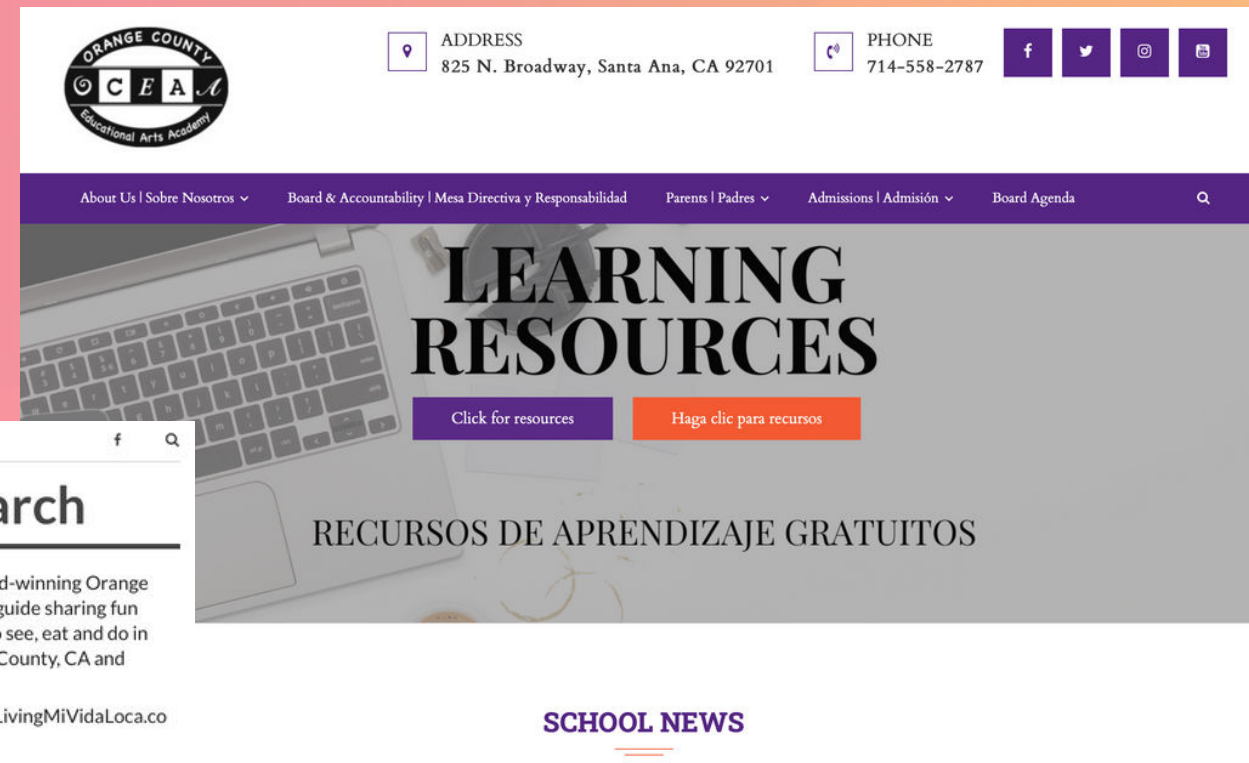 ORANGE COUNTY
OCEAA
Educational Arts Academy
ADDRESS
825 N. Broadway, Santa Ana, CA 92701
PHONE
714-558-2787
About Us | Sobre Nosotros
Board & Accountability | Mesa Directiva y Responsabilidad
Parents | Padres
Admissions | Admisión
Board Agenda
LEARNING
RESOURCES
Click for resources
Haga clic para recursos
RECURSOS DE APRENDIZAJE GRATUITOS
SCHOOL NEWS
arch
d-winning Orange
guide sharing fun
o see, eat and do in
County, CA and
LivingMiVidaLoca.co